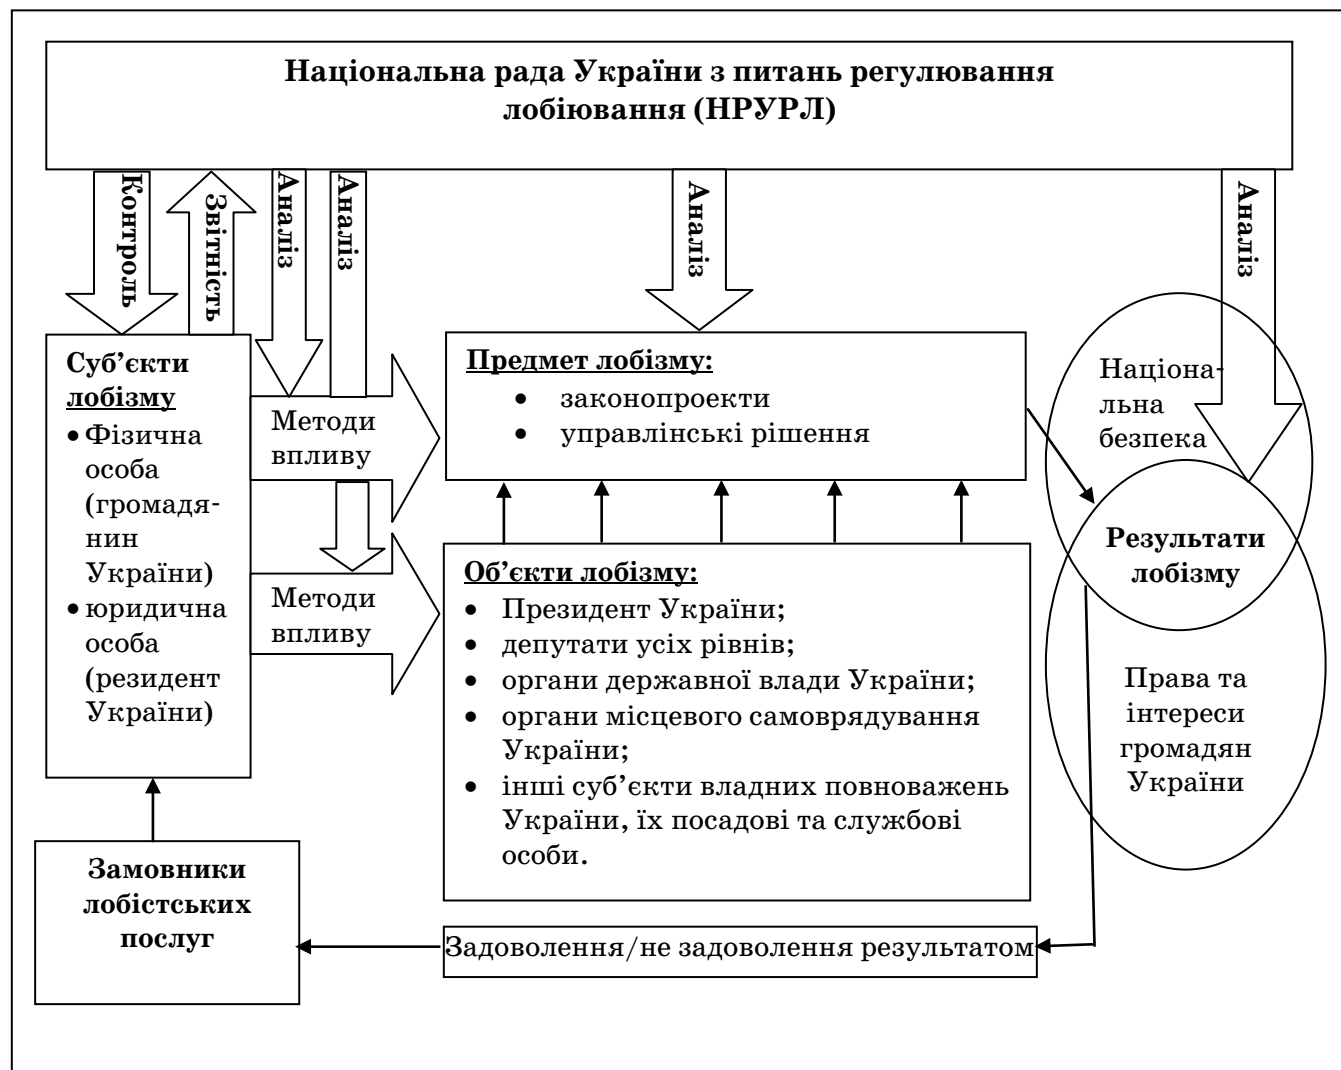 Національна рада України з питань регулювання
лобіювання (НРУРЛ)
Контроль
Звітність
Аналіз
Аналіз
Аналіз
Аналіз
Суб’єкти
лобізму
• Фізична
особа
(громадя-
нин
України)
• юридична
особа
(резидент
України)
Методи
впливу
Методи
впливу
Предмет лобізму:
• законопроекти
• управлінські рішення
Об’єкти лобізму:
• Президент України;
• депутати усіх рівнів;
• органи державної влади України;
• органи місцевого самоврядування
України;
• інші суб’єкти владних повноважень
України, їх посадові та службові
особи.
Націона-
льна
безпека
Результати
лобізму
Права та
інтереси
громадян
України
Замовники
лобістських
послуг
Задоволення/не задоволення результатом